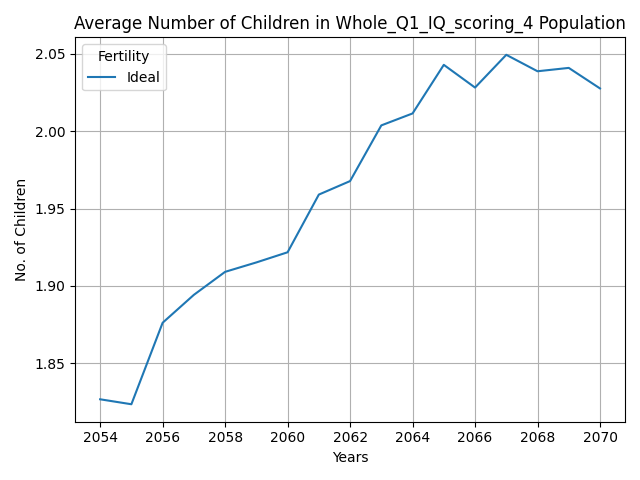 Average Number of Children in Whole_Q1_IQ_scoring_4 Population
Fertility
Ideal
No. of Children
2.05
2.00
1.95
1.90
1.85
2054 2056 2058 2060 2062 2064 2066 2068 2070
Years